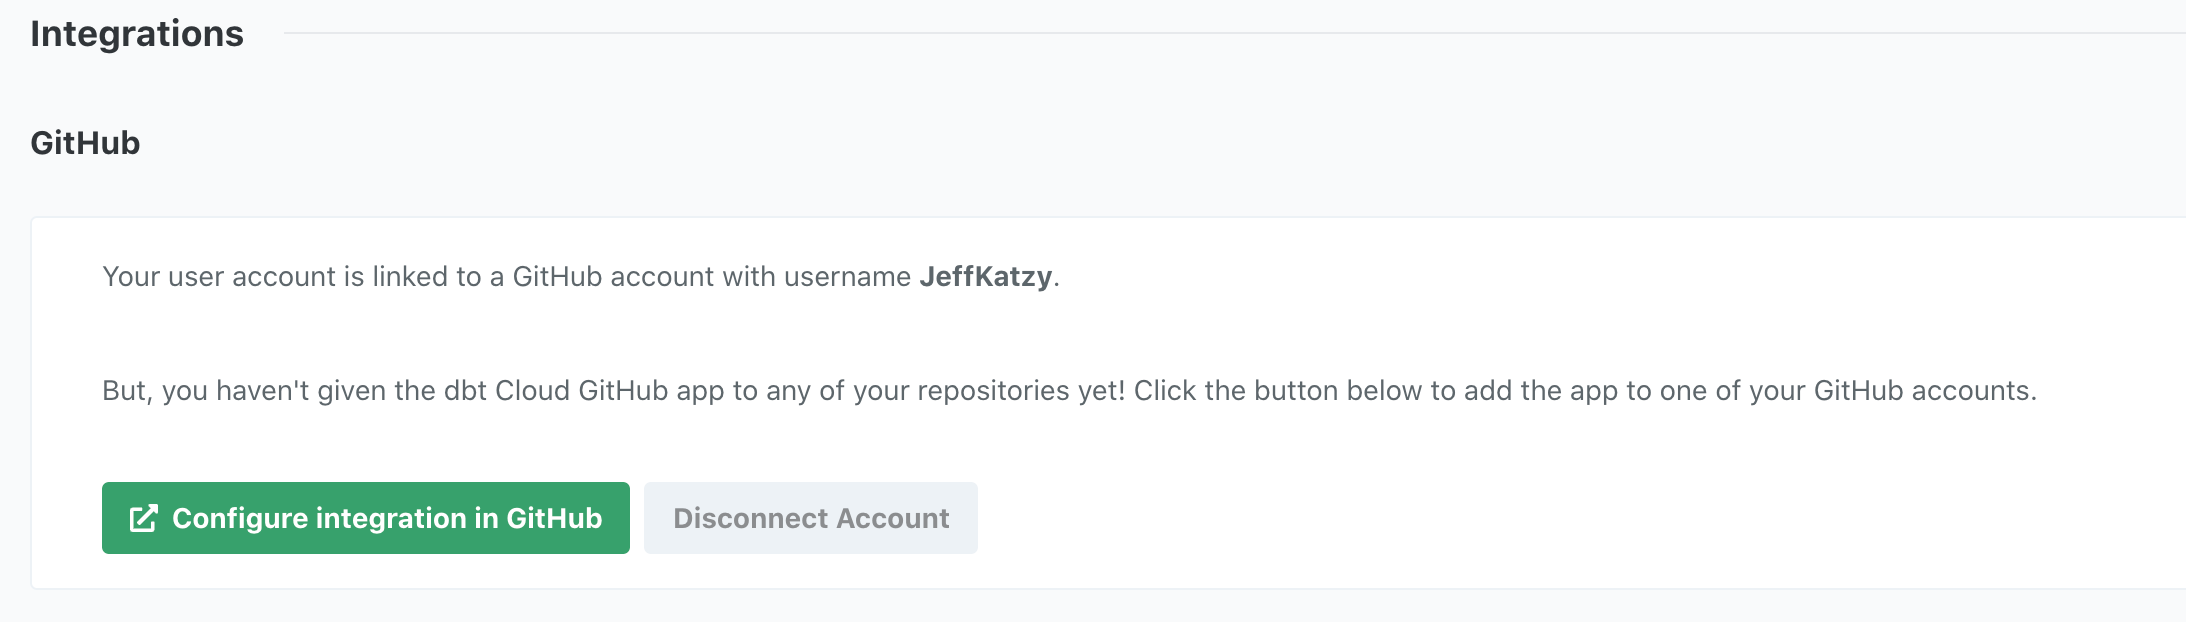 Integrations
GitHub
Your user account is linked to a GitHub account with username JeffKatzy.
But, you haven't given the dbt Cloud GitHub app to any of your repositories yet! Click the button below to add the app to one of your GitHub accounts.
Configure integration in GitHub
Disconnect Account